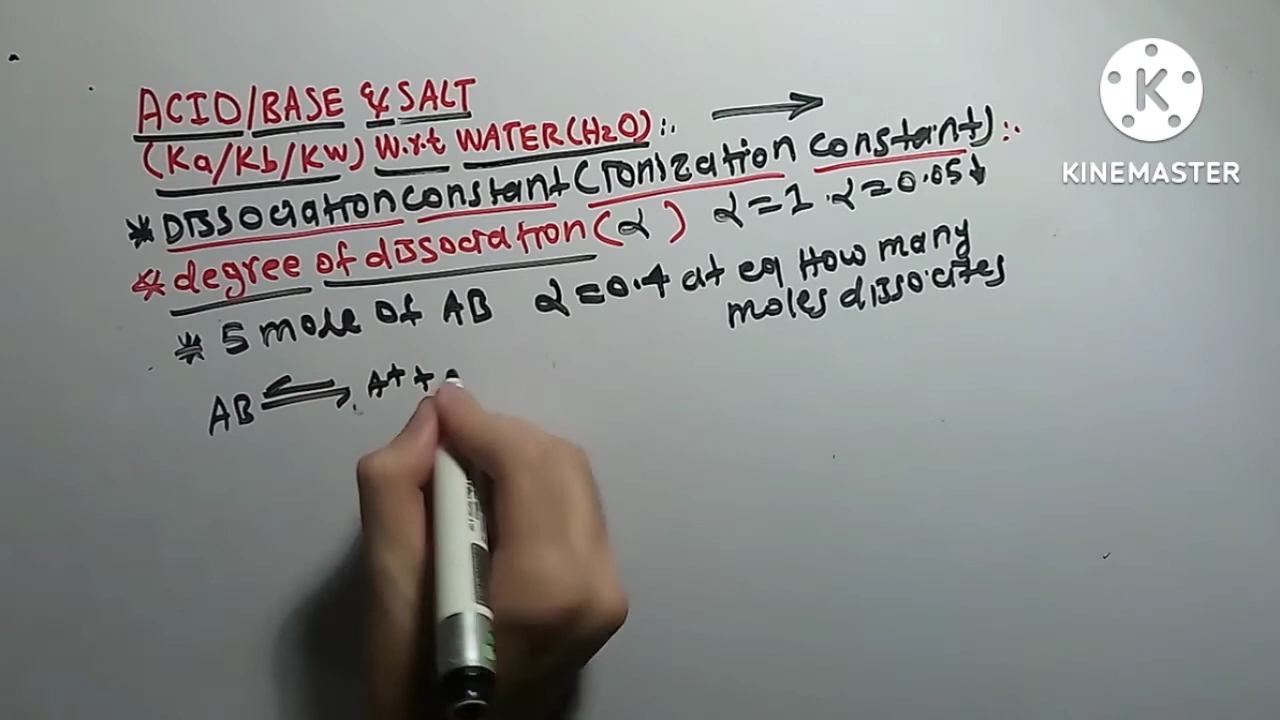 ACID/BASE & SALT
(Ka/Kb/Kw) W.r.t WATER(H2O):.
* DISSociation constant (Ionization constant):.
* degree of dissociation (α) α=1 . α=0.05↓
* 5 mole of AB α=0.4 at eq How many
moles dissocites
AB ⇌ A+ +
K
KINEMASTER